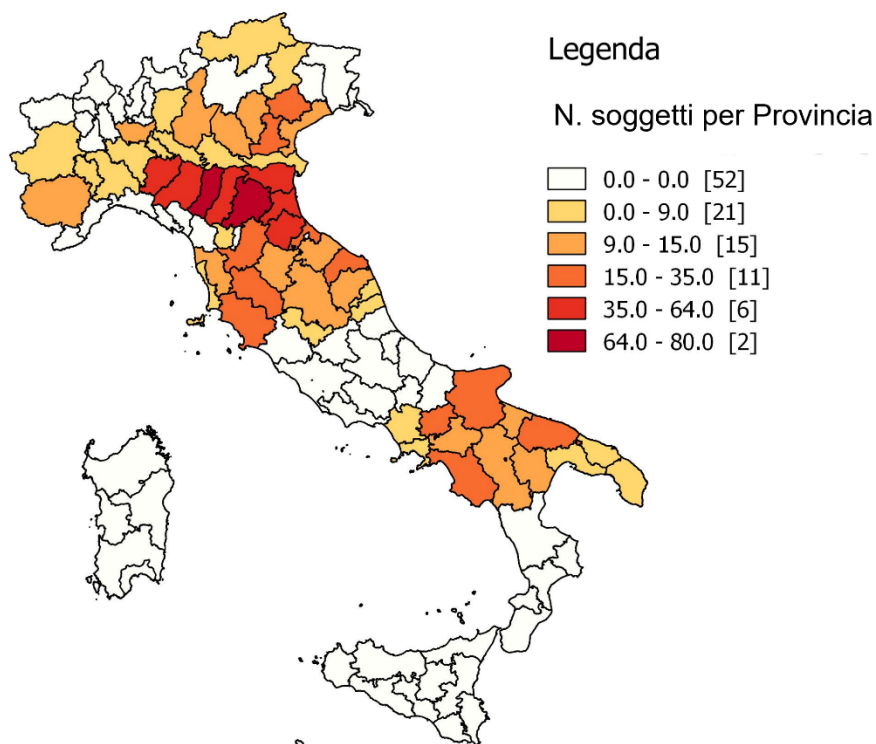 Legenda
N. soggetti per Provincia
0.0 - 0.0 [52]
0.0 - 9.0 [21]
9.0 - 15.0 [15]
15.0 - 35.0 [11]
35.0 - 64.0 [6]
64.0 - 80.0 [2]